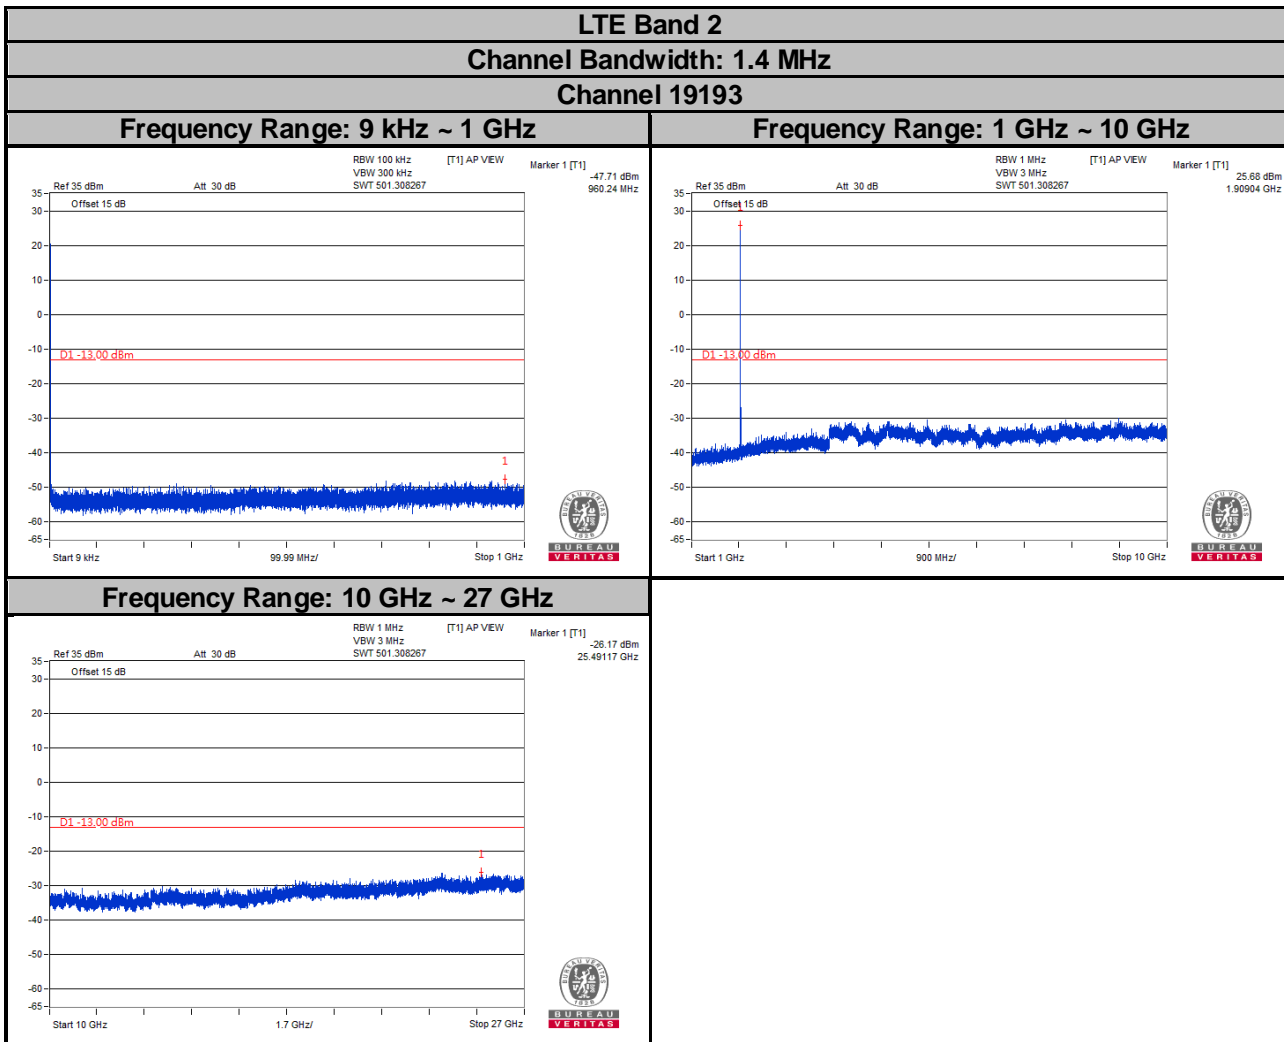 LTE Band 2
Channel Bandwidth: 1.4 MHz
Channel 19193
Frequency Range: 9 kHz ~ 1 GHz
RBW 100 kHz
[T1] AP VIEW
Marker 1 [T1]
VBW 300 kHz
-47.71 dBm
Ref 35 dBm
Att 30 dB
SWT 501.308267
960.24 MHz
35
Offset 15 dB
30
20
10
0
-10
D1 -13.00 dBm
-20
-30
-40
1
-50
-60
-65
Start 9 kHz
99.99 MHz/
Stop 1 GHz
BUREAU VERITAS
1828
BUREAU
VERITAS
Frequency Range: 1 GHz ~ 10 GHz
RBW 1 MHz
[T1] AP VIEW
Marker 1 [T1]
VBW 3 MHz
25.68 dBm
Ref 35 dBm
Att 30 dB
SWT 501.308267
1.90904 GHz
35
Offset 15 dB
1
30
20
10
0
-10
D1 -13.00 dBm
-20
-30
-40
-50
-60
-65
Start 1 GHz
900 MHz/
Stop 10 GHz
BUREAU VERITAS
1828
BUREAU
VERITAS
Frequency Range: 10 GHz ~ 27 GHz
RBW 1 MHz
[T1] AP VIEW
Marker 1 [T1]
VBW 3 MHz
-26.17 dBm
Ref 35 dBm
Att 30 dB
SWT 501.308267
25.49117 GHz
35
Offset 15 dB
30
20
10
0
-10
D1 -13.00 dBm
-20
1
-30
-40
-50
-60
-65
Start 10 GHz
1.7 GHz/
Stop 27 GHz
BUREAU VERITAS
1828
BUREAU
VERITAS